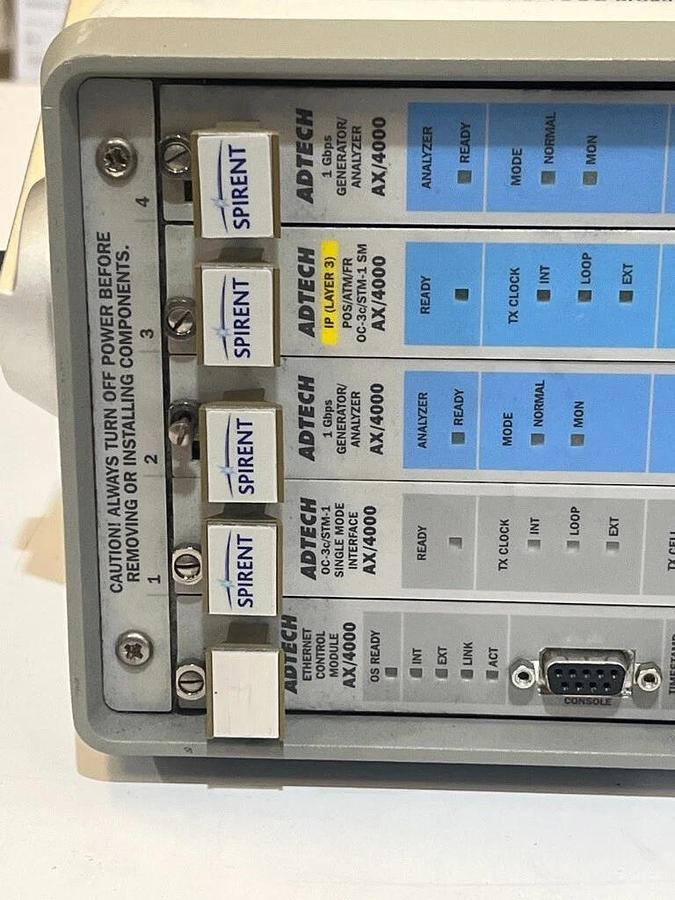 CAUTION! ALWAYS TURN OFF POWER BEFORE
REMOVING OR INSTALLING COMPONENTS.
4
SPIRENT
ADTECH
1 Gbps
GENERATOR/
ANALYZER
AX/4000
ANALYZER
READY
MODE
NORMAL
MON
3
SPIRENT
ADTECH
IP (LAYER 3)
POS/ATM/FR
OC-3c/STM-1 SM
AX/4000
READY
TX CLOCK
INT
LOOP
EXT
2
SPIRENT
ADTECH
1 Gbps
GENERATOR/
ANALYZER
AX/4000
ANALYZER
READY
MODE
NORMAL
MON
1
SPIRENT
ADTECH
OC-3c/STM-1
SINGLE MODE
INTERFACE
AX/4000
READY
TX CLOCK
INT
LOOP
EXT
ADTECH
ETHERNET
CONTROL
MODULE
AX/4000
OS READY
INT
EXT
LINK
ACT
CONSOLE
TIMESTAMP